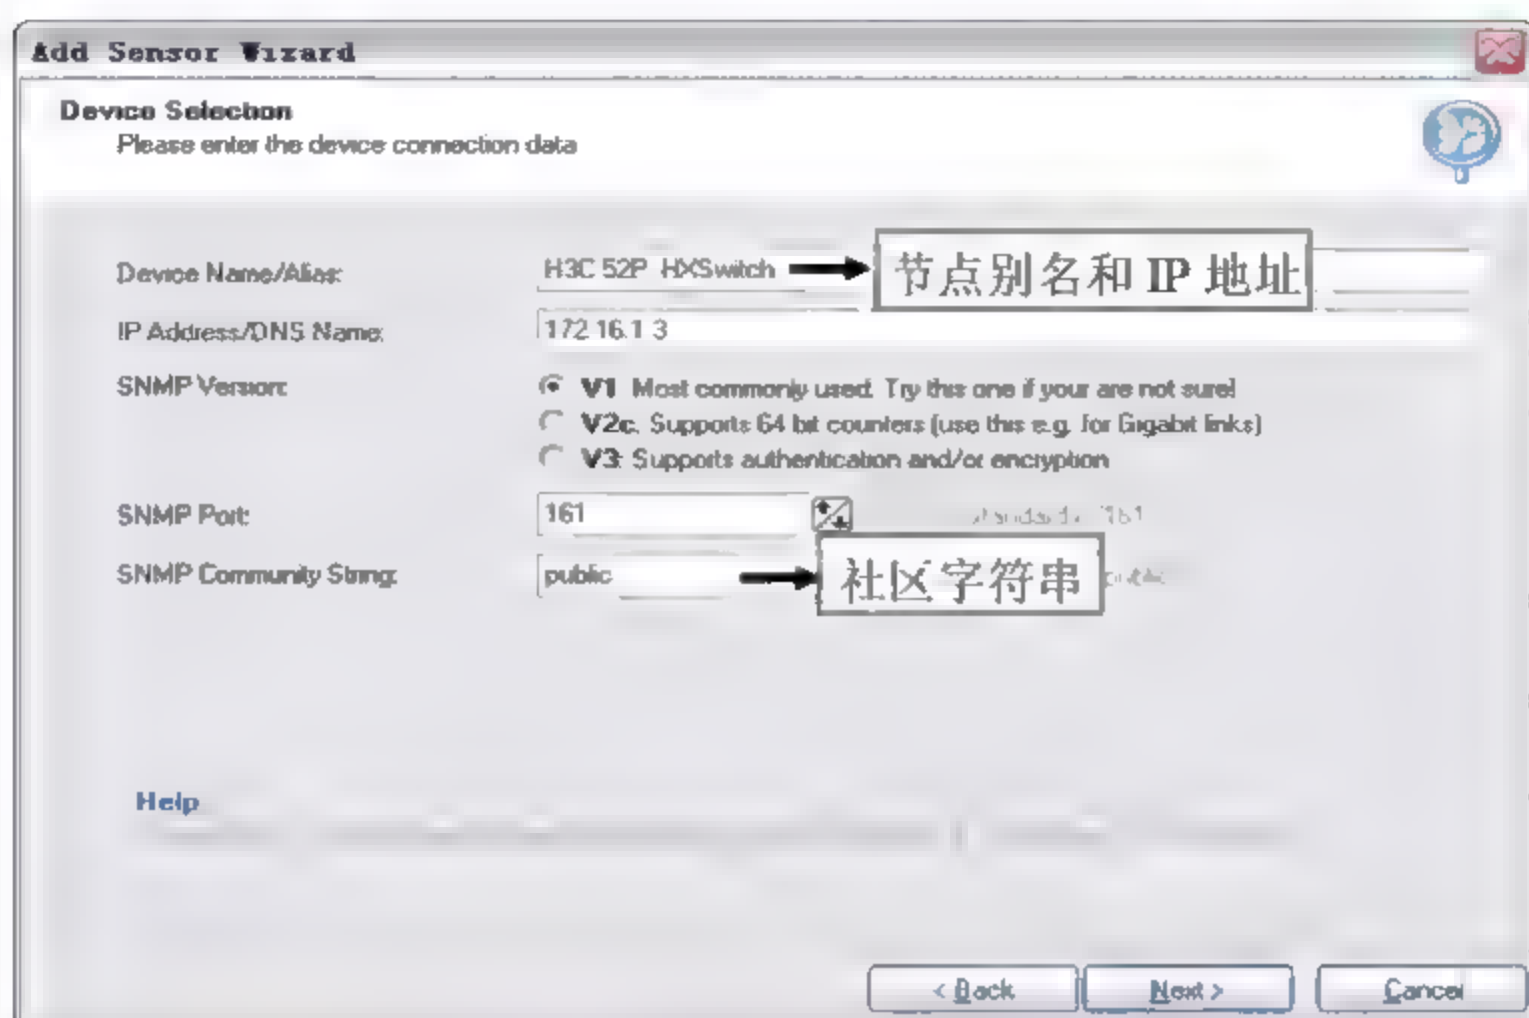 Add Sensor Wizard
Device Selection
Please enter the device connection data
Device Name/Alias: H3C 52P HXSwitch 节点别名和 IP 地址
IP Address/DNS Name: 172 16.1 3
SNMP Version: V1 Most commonly used. Try this one if your are not sure!
V2c. Supports 64 bit counters (use this e.g. for Gigabit links)
V3: Supports authentication and/or encryption
SNMP Port: 161
SNMP Community String: public 社区字符串
Help
< Back Next > Cancel